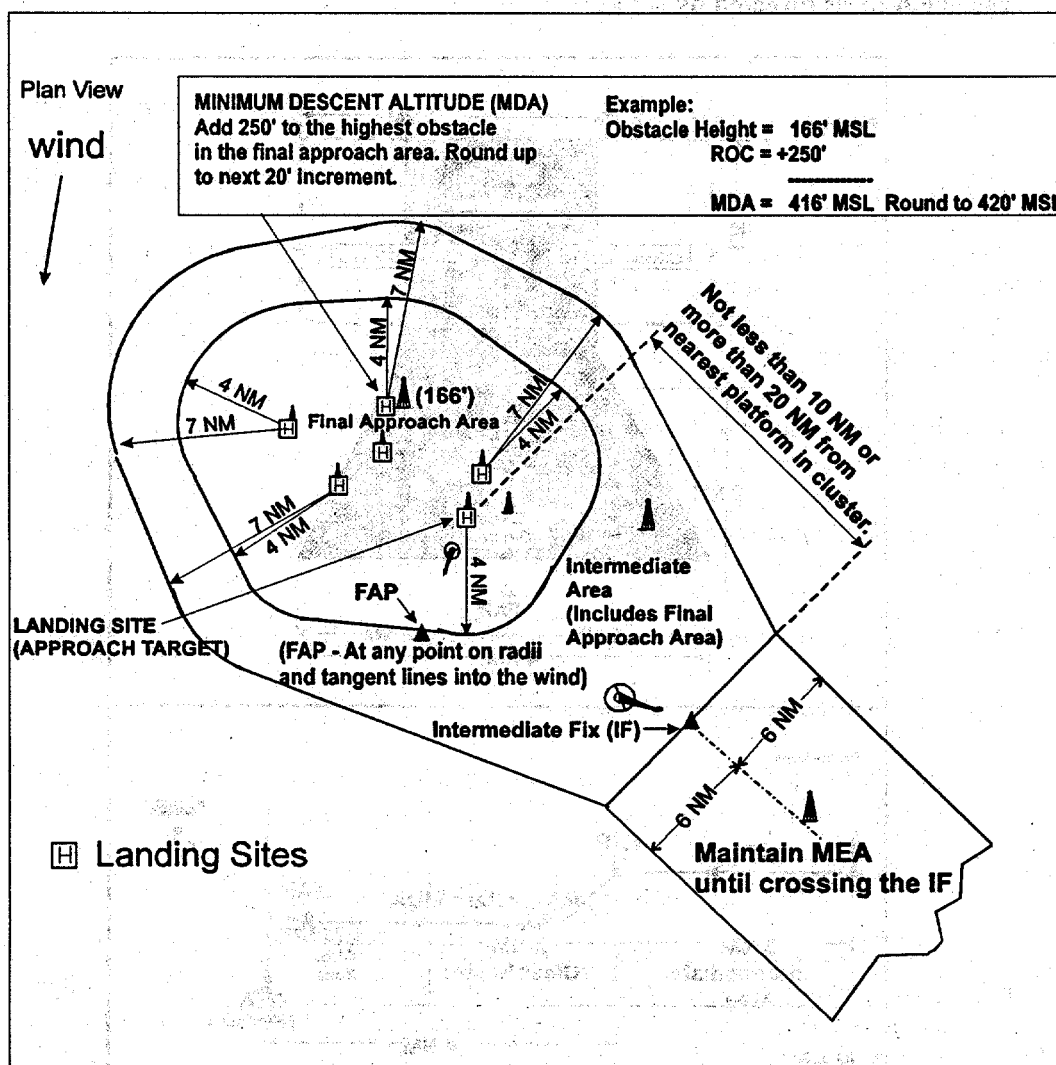 Plan View
wind
MINIMUM DESCENT ALTITUDE (MDA)
Add 250' to the highest obstacle
in the final approach area. Round up
to next 20' increment.
Example:
Obstacle Height = 166' MSL
ROC = +250'
------------
MDA = 416' MSL Round to 420' MSL
7 NM
4 NM
(166')
Final Approach Area
4 NM
7 NM
7 NM
4 NM
7 NM
4 NM
4 NM
H
H
H
H
H
H
Not less than 10 NM or
more than 20 NM from
nearest platform in cluster.
LANDING SITE
(APPROACH TARGET)
FAP
(FAP - At any point on radii
and tangent lines into the wind)
Intermediate
Area
(Includes Final
Approach Area)
Intermediate Fix (IF)
6 NM
6 NM
Maintain MEA
until crossing the IF
H Landing Sites